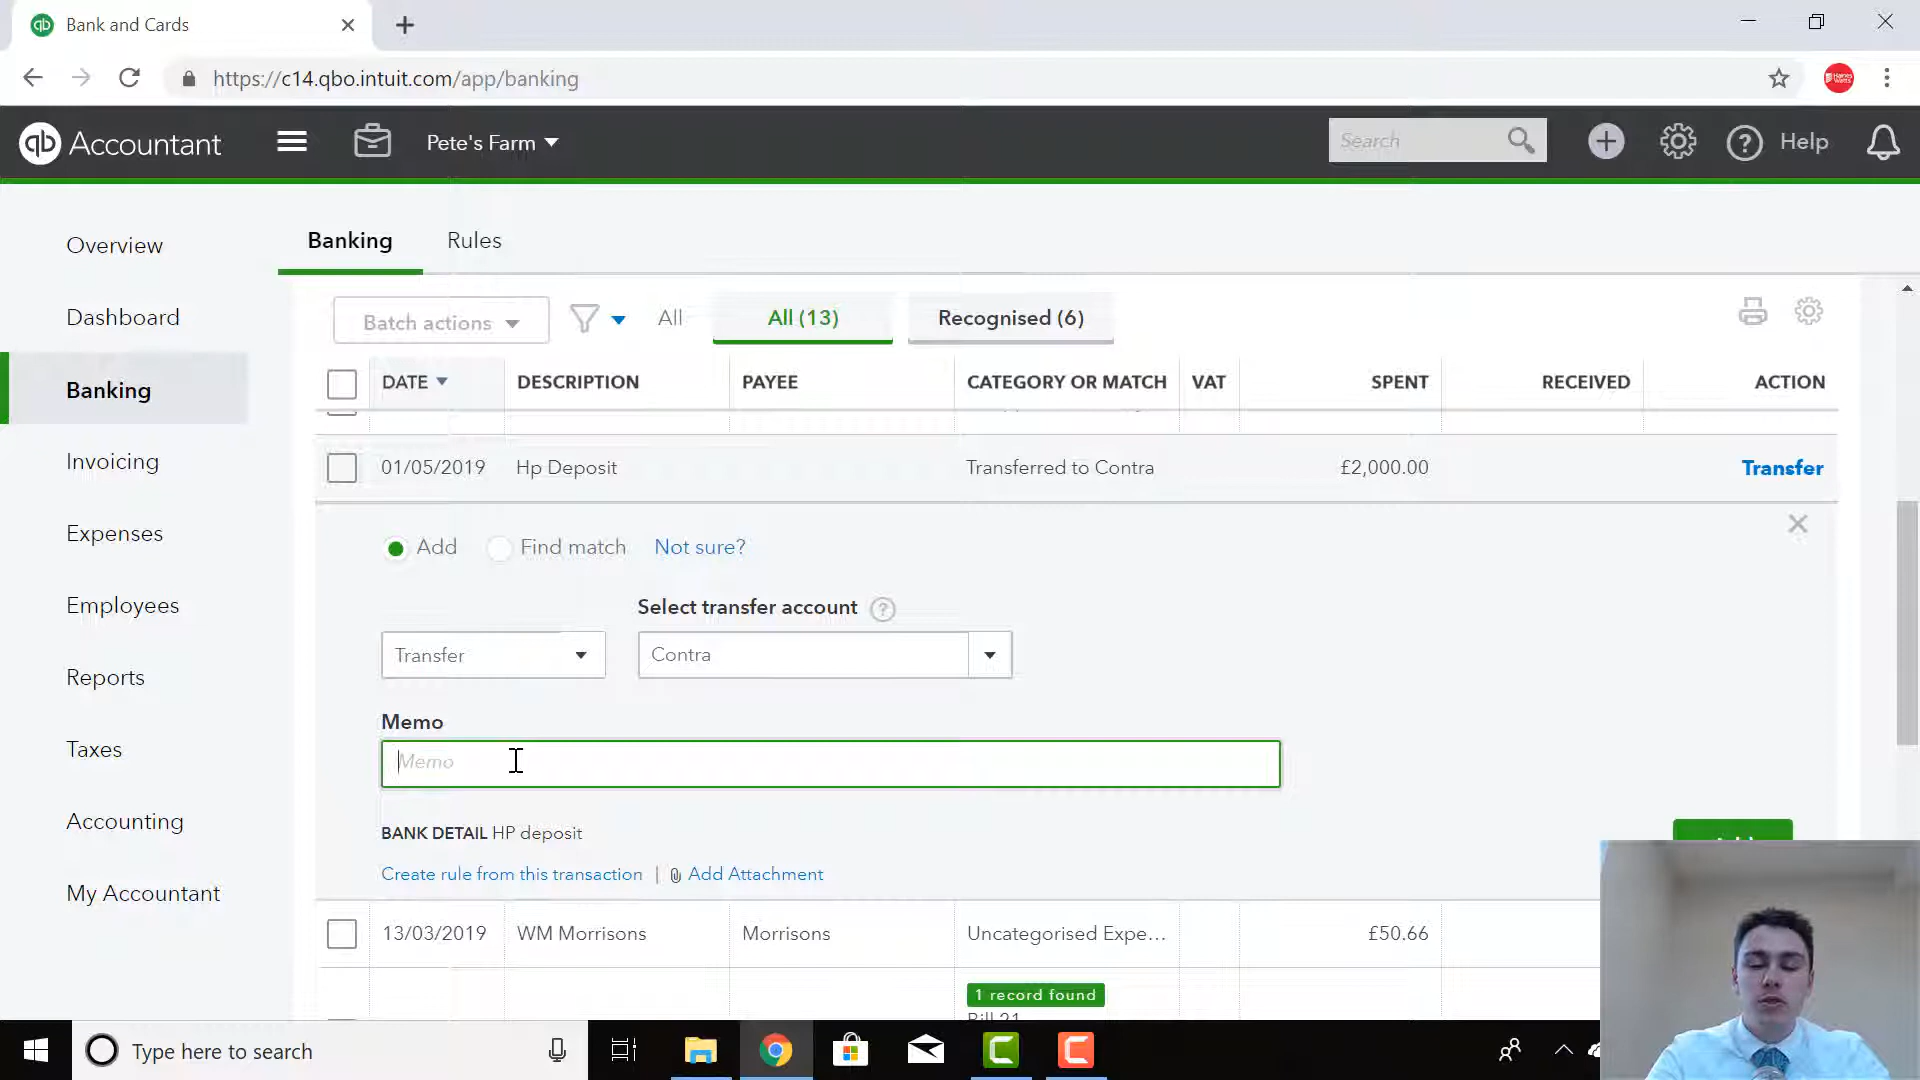 Bank and Cards
https://c14.qbo.intuit.com/app/banking
qb Accountant Pete's Farm Search Help
Overview
Dashboard
Banking
Invoicing
Expenses
Employees
Reports
Taxes
Accounting
My Accountant
Banking Rules
Batch actions All All (13) Recognised (6)
DATE DESCRIPTION PAYEE CATEGORY OR MATCH VAT SPENT RECEIVED ACTION
01/05/2019 Hp Deposit Transferred to Contra £2,000.00 Transfer
Add Find match Not sure?
Select transfer account ?
Transfer Contra
Memo
Memo
BANK DETAIL HP deposit
Create rule from this transaction | Add Attachment
13/03/2019 WM Morrisons Morrisons Uncategorised Expe... £50.66
1 record found
Bill 21
Type here to search